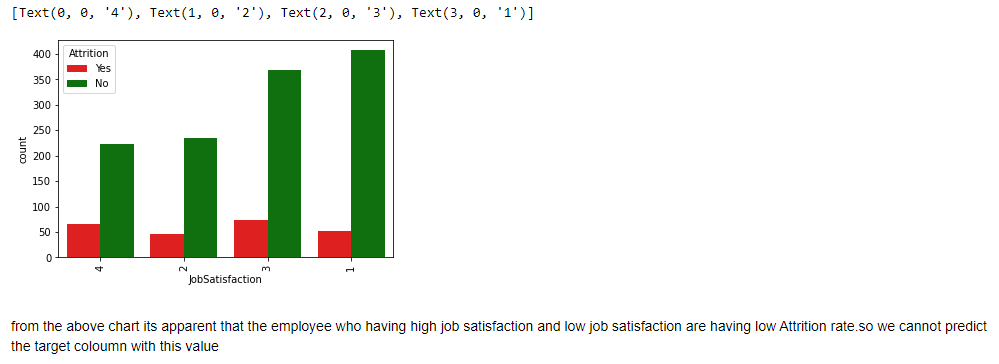 [Text(0, 0, '4'), Text(1, 0, '2'), Text(2, 0, '3'), Text(3, 0, '1')]
400
350
300
250
200
150
100
50
0
count
Attrition
Yes
No
4
2
3
1
JobSatisfaction
from the above chart its apparent that the employee who having high job satisfaction and low job satisfaction are having low Attrition rate.so we cannot predict
the target coloumn with this value